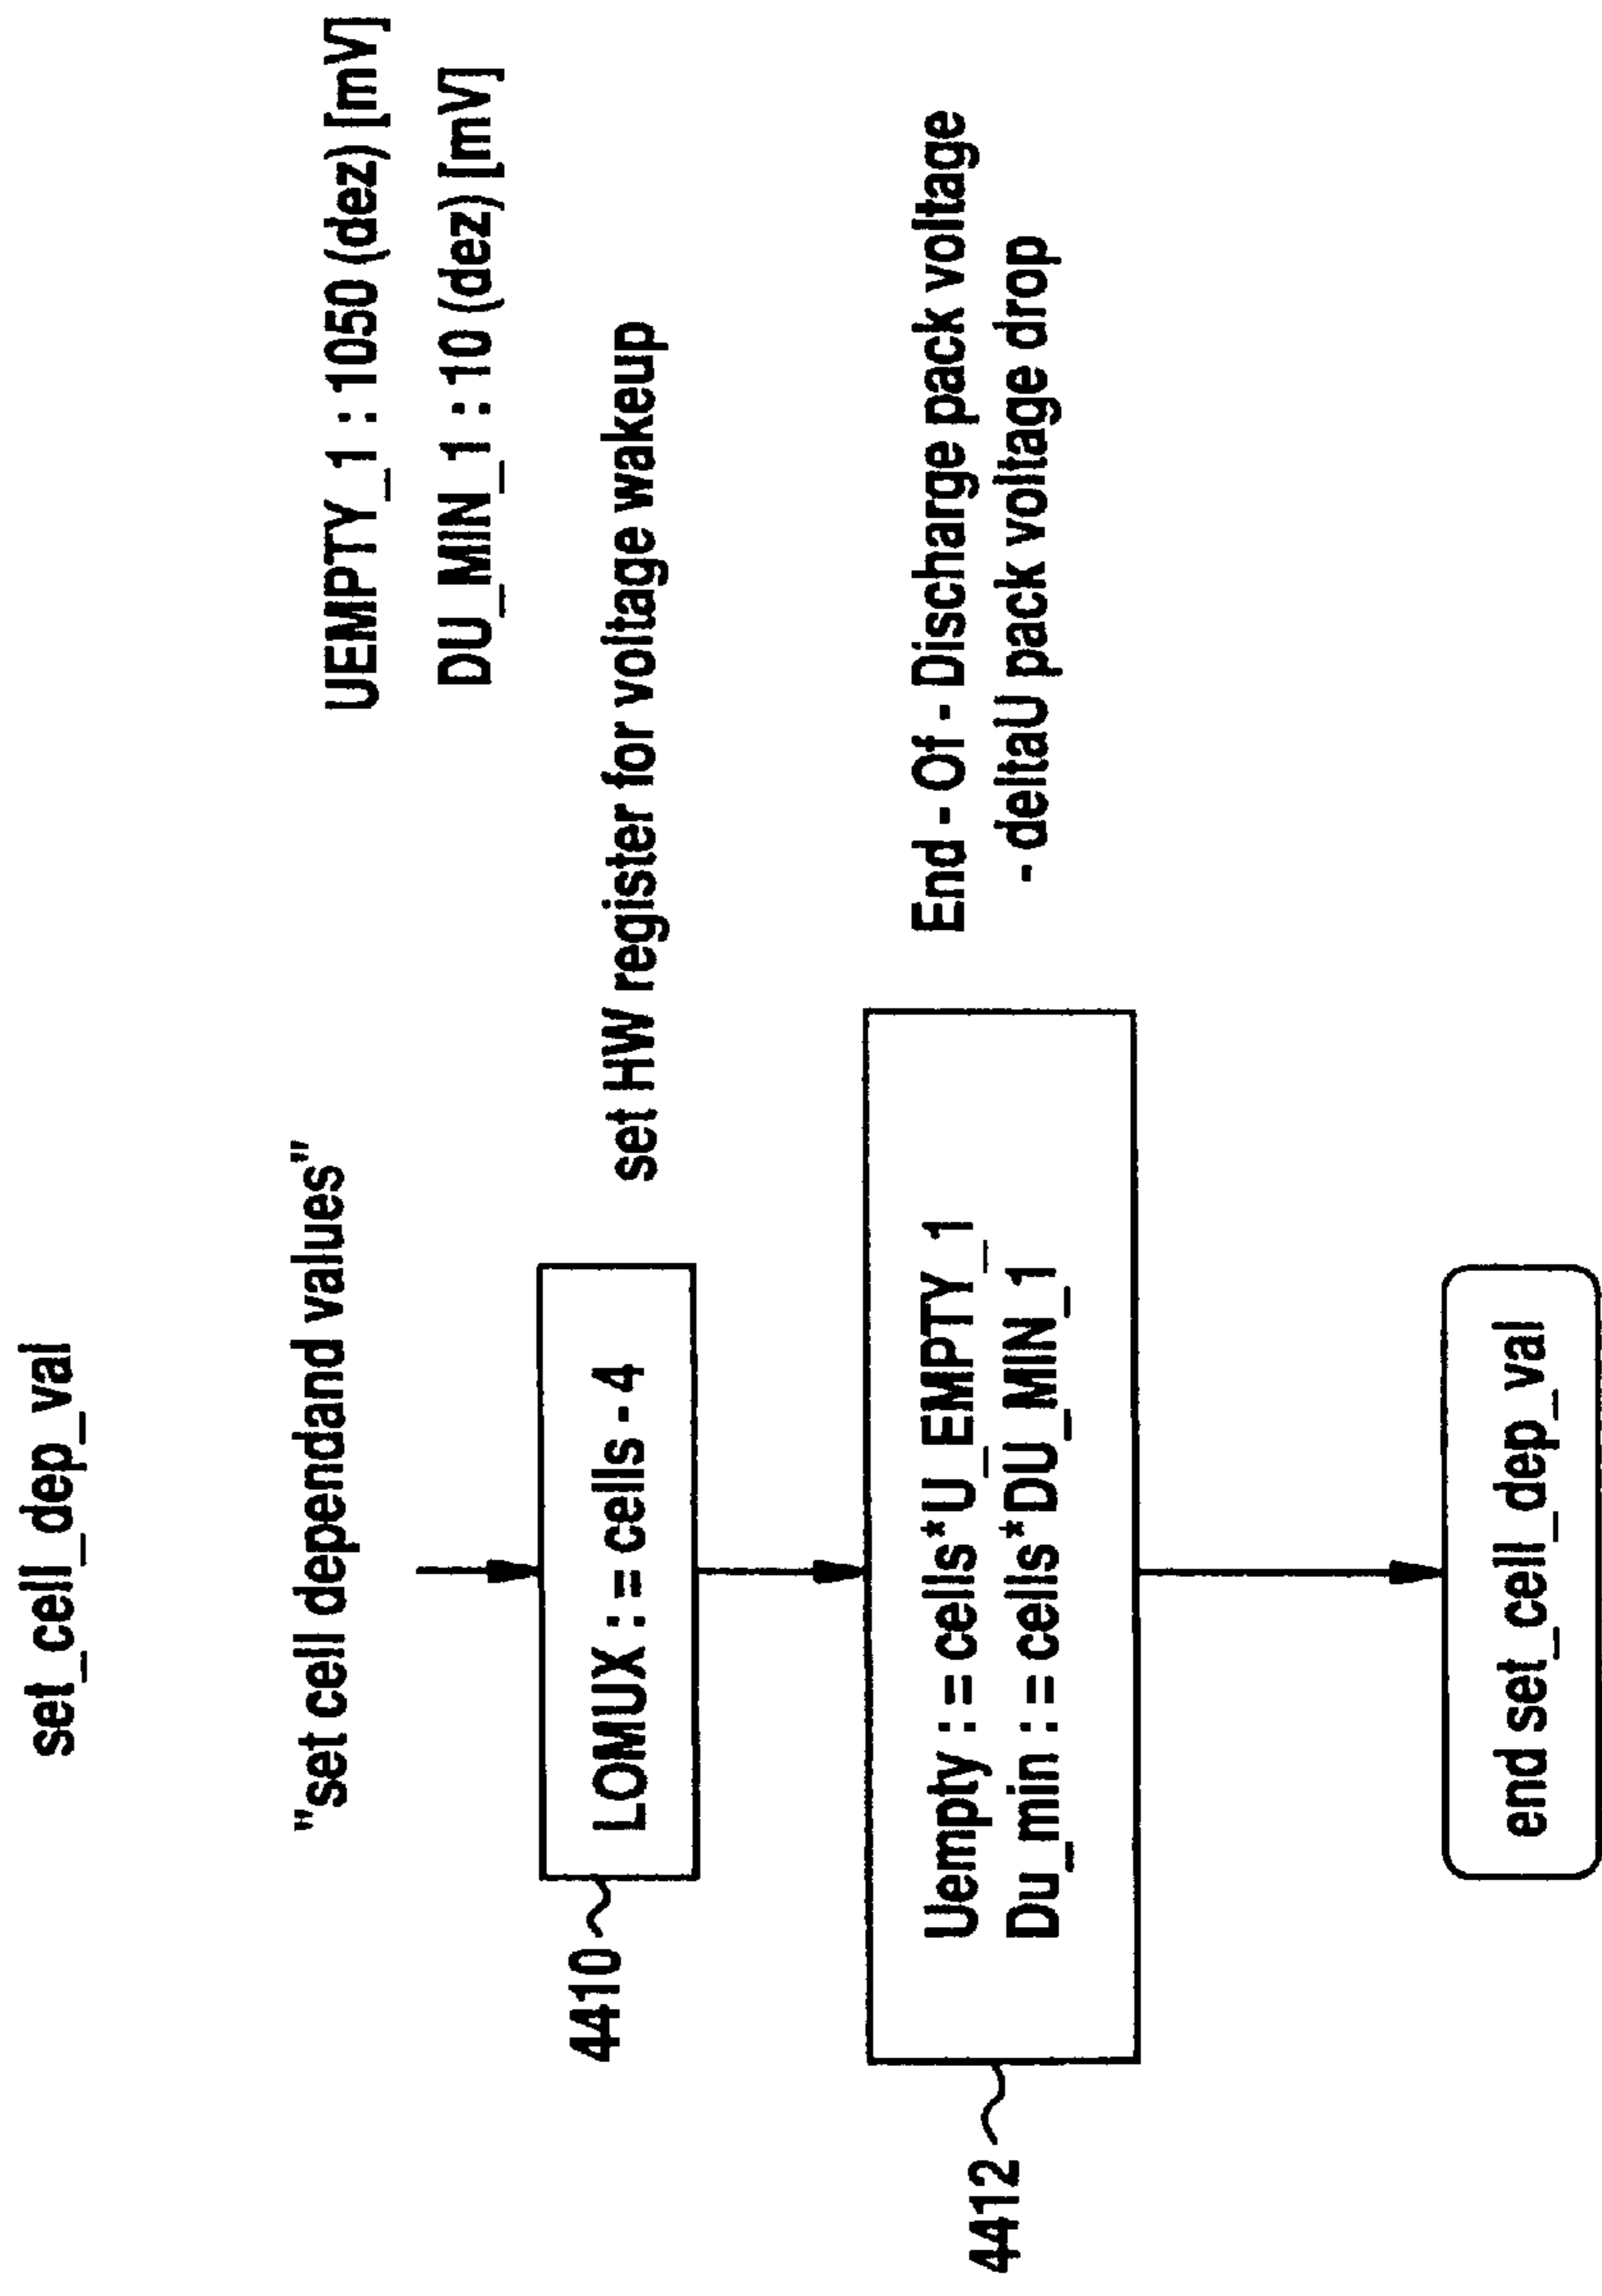 set_cell_dep_val
"set cell dependand values"
UEMPTY_1 : 1050 (dez) [mV]
DU_MIN_1 : 10 (dez) [mV]
4410
LOMUX : = cells - 4
set HW register for voltage wakeup
4412
Uempty : = cells*U_EMPTY_1
Du_min : = cells*DU_MIN_1
End - Of - Discharge pack voltage
- deltaU pack voltage drop
end set_cell_dep_val